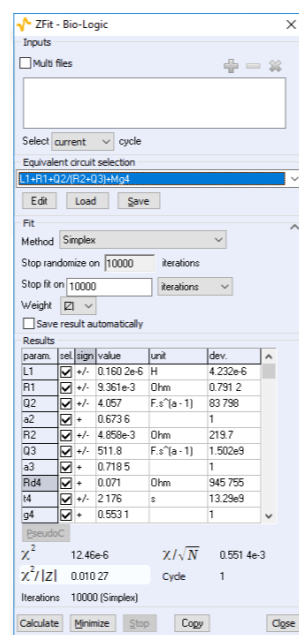 ZFit - Bio-Logic
Inputs
Multi files
Select current cycle
Equivalent circuit selection
L1+R1+Q2/(R2+Q3)+Mg4
Edit Load Save
Fit
Method Simplex
Stop randomize on 10000 iterations
Stop fit on 10000 iterations
Weight |Z|
Save result automatically
Results
param. sel. sign value unit dev.
L1 +/- 0.160 2e-6 H 4.232e-6
R1 +/- 9.361e-3 Ohm 0.791 2
Q2 +/- 4.057 F.s^(a - 1) 83 798
a2 + 0.673 6 1
R2 +/- 4.858e-3 Ohm 219.7
Q3 +/- 511.8 F.s^(a - 1) 1.502e9
a3 + 0.718 5 1
Rd4 + 0.071 Ohm 945 755
t4 +/- 2 176 s 13.29e9
g4 + 0.553 1 1
PseudoC
χ² 12.46e-6 χ/√N 0.551 4e-3
χ²/|Z| 0.010 27 Cycle 1
Iterations 10000 (Simplex)
Calculate Minimize Stop Copy Close